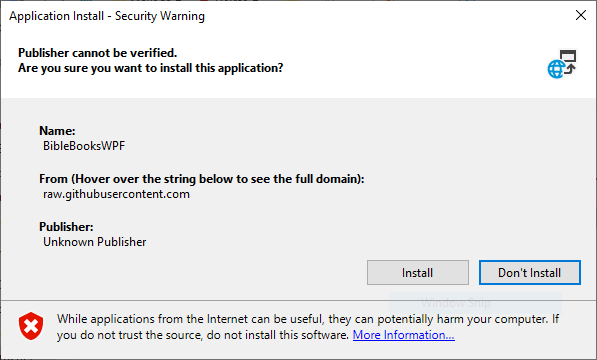 Application Install - Security Warning
Publisher cannot be verified.
Are you sure you want to install this application?
Name:
BibleBooksWPF
From (Hover over the string below to see the full domain):
raw.githubusercontent.com
Publisher:
Unknown Publisher
Install
Don't Install
Window Snip
While applications from the Internet can be useful, they can potentially harm your computer. If
you do not trust the source, do not install this software. More Information...